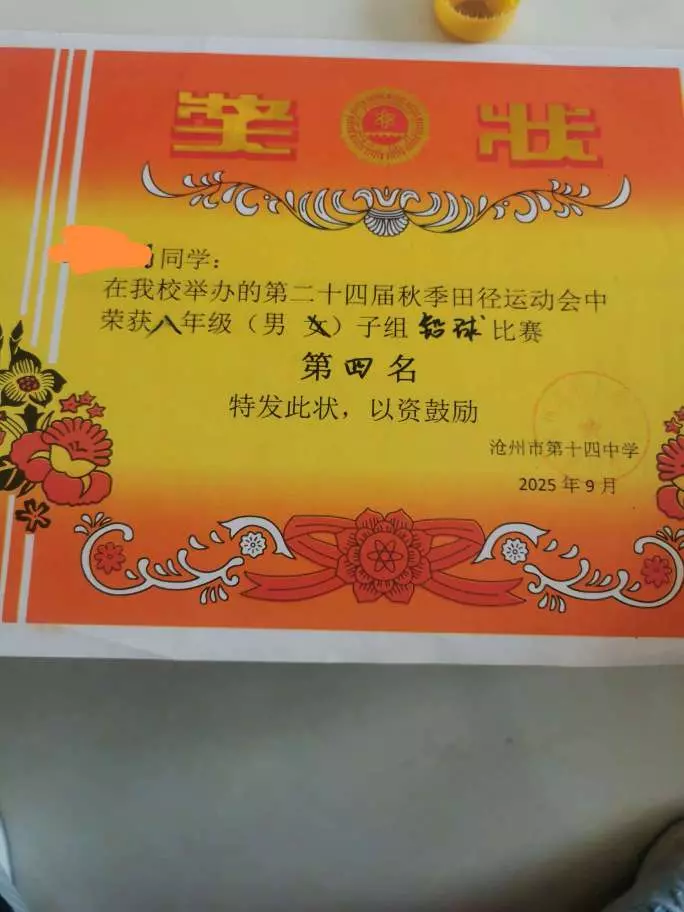 奖状
同学：
在我校举办的第二十四届秋季田径运动会中
荣获八年级（男 女）子组 铅球 比赛
第四名
特发此状，以资鼓励
沧州市第十四中学
2025 年 9 月